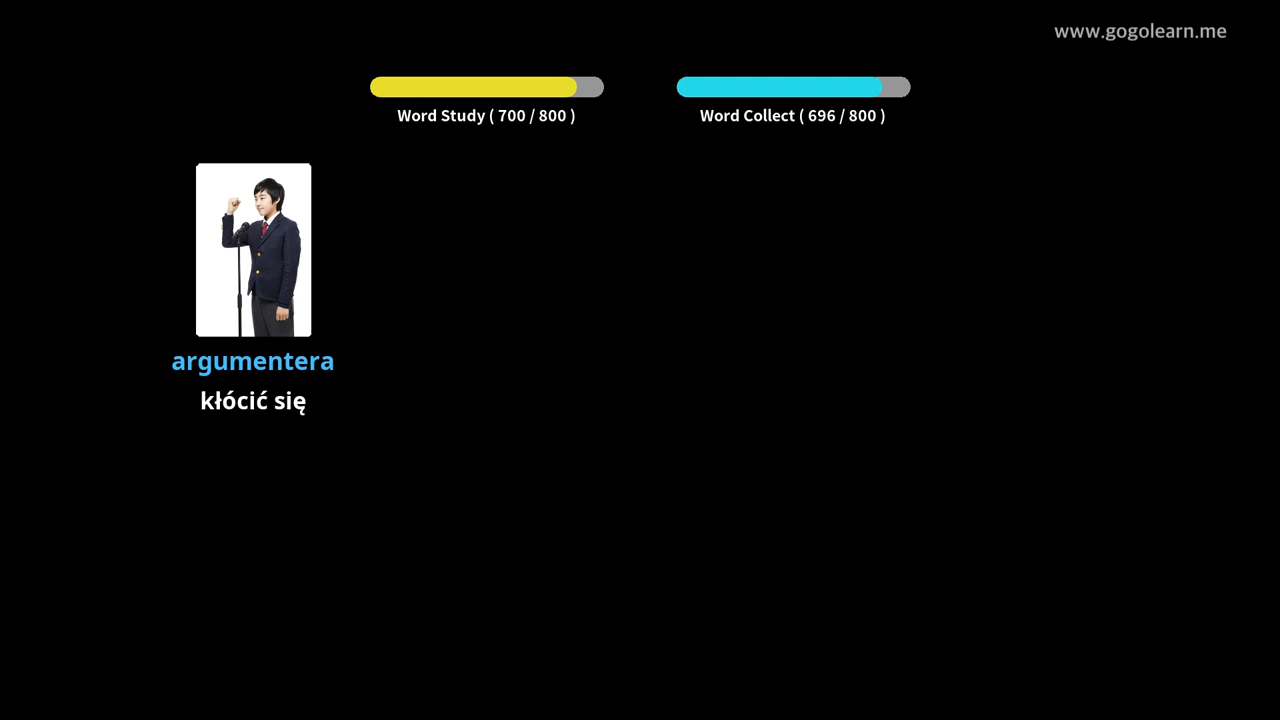 www.gogolearn.me
Word Study ( 700 / 800 )
Word Collect ( 696 / 800 )
argumentera
kłócić się